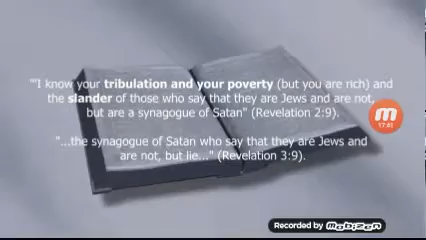 "'I know your tribulation and your poverty (but you are rich) and
the slander of those who say that they are Jews and are not,
but are a synagogue of Satan" (Revelation 2:9).
"...the synagogue of Satan who say that they are Jews and
are not, but lie..." (Revelation 3:9).
17:41
Recorded by mobizen